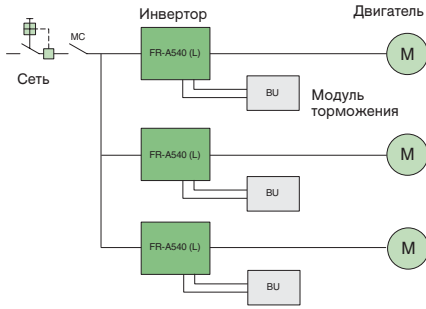 Инвертор
Двигатель
MC
FR-A540 (L)
M
Сеть
BU
Модуль
торможения
FR-A540 (L)
M
BU
FR-A540 (L)
M
BU